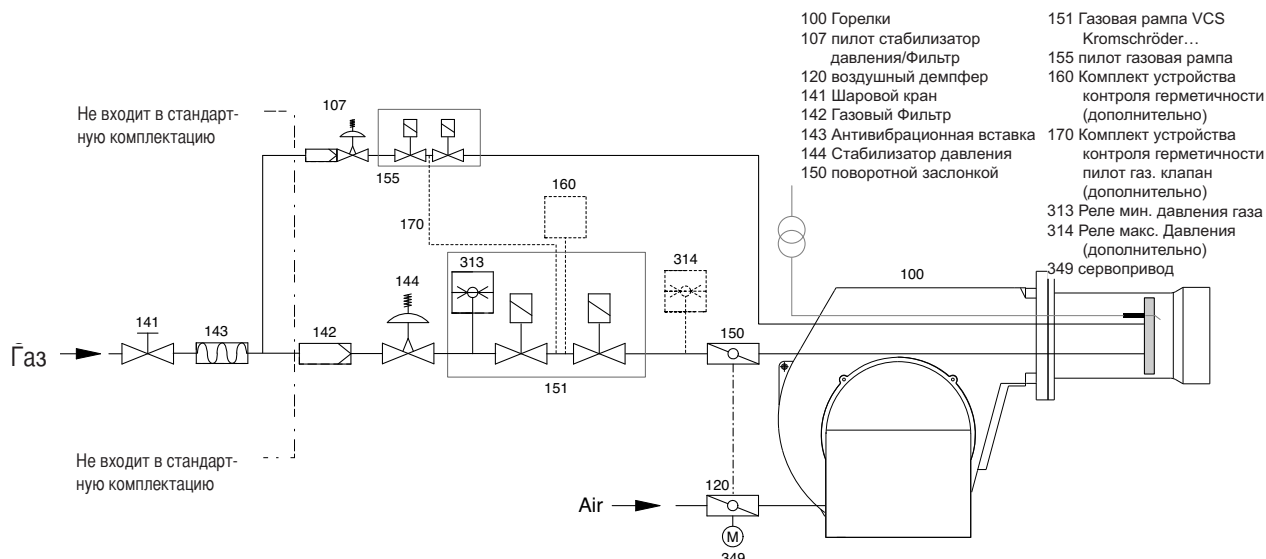 100 Горелки
107 пилот стабилизатор
давления/Фильтр
120 воздушный демпфер
141 Шаровой кран
142 Газовый Фильтр
143 Антивибрационная вставка
144 Стабилизатор давления
150 поворотной заслонкой
151 Газовая рампа VCS
Kromschröder…
155 пилот газовая рампа
160 Комплект устройства
контроля герметичности
(дополнительно)
170 Комплект устройства
контроля герметичности
пилот газ. клапан
(дополнительно)
313 Реле мин. давления газа
314 Реле макс. Давления
(дополнительно)
349 сервопривод
Не входит в стандарт-
ную комплектацию
107
155
160
170
313
314
100
144
141
143
142
150
Газ
151
Не входит в стандарт-
ную комплектацию
120
Air
M
349